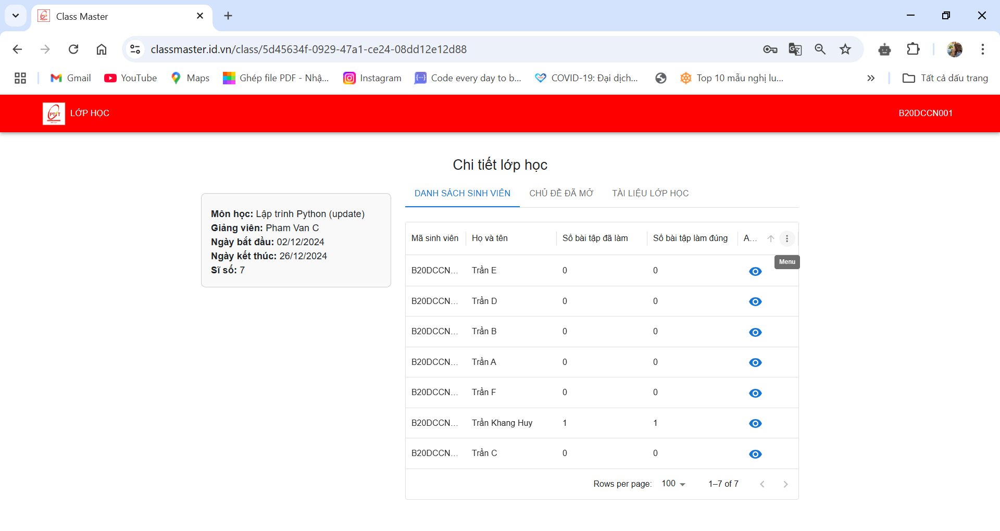 Class Master
classmaster.id.vn/class/5d45634f-0929-47a1-ce24-08dd12e12d88
Gmail YouTube Maps Ghép file PDF - Nhậ... Instagram Code every day to b... COVID-19: Đại dịch... Top 10 mẫu nghị lu... Tất cả dấu trang
PTIT LỚP HỌC B20DCCN001
Chi tiết lớp học
DANH SÁCH SINH VIÊN CHỦ ĐỀ ĐÃ MỞ TÀI LIỆU LỚP HỌC
Môn học: Lập trình Python (update)
Giảng viên: Pham Van C
Ngày bắt đầu: 02/12/2024
Ngày kết thúc: 26/12/2024
Sĩ số: 7
Mã sinh viên Họ và tên Số bài tập đã làm Số bài tập làm đúng A...
Menu
B20DCCN... Trần E 0 0
B20DCCN... Trần D 0 0
B20DCCN... Trần B 0 0
B20DCCN... Trần A 0 0
B20DCCN... Trần F 0 0
B20DCCN... Trần Khang Huy 1 1
B20DCCN... Trần C 0 0
Rows per page: 100 1–7 of 7